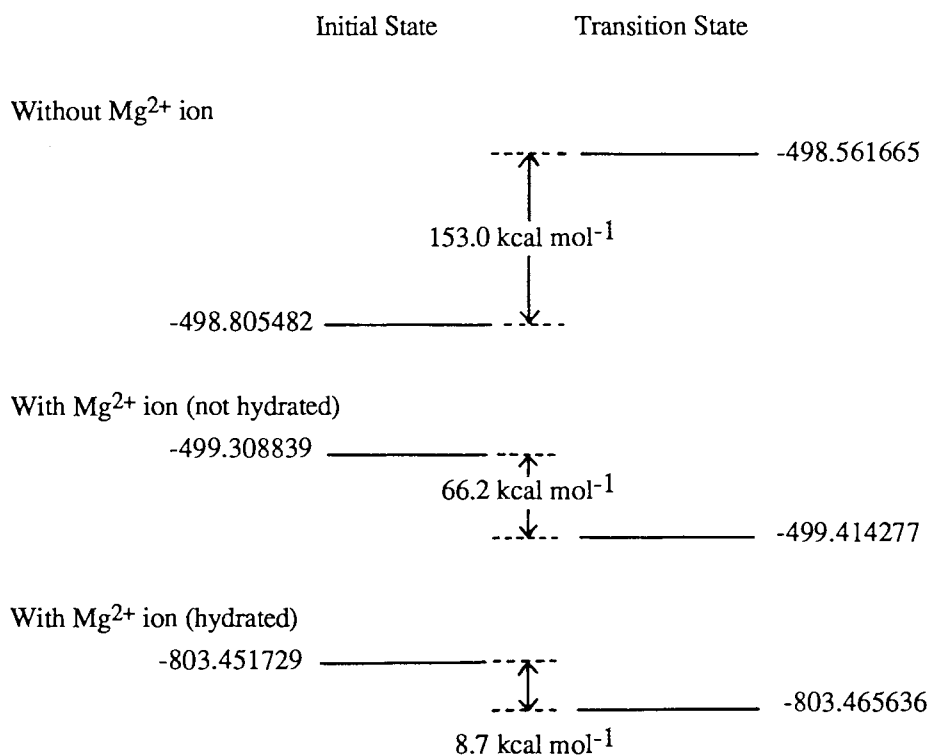 Initial State Transition State
Without Mg2+ ion
-498.561665
153.0 kcal mol-1
-498.805482
With Mg2+ ion (not hydrated)
-499.308839
66.2 kcal mol-1
-499.414277
With Mg2+ ion (hydrated)
-803.451729
-803.465636
8.7 kcal mol-1